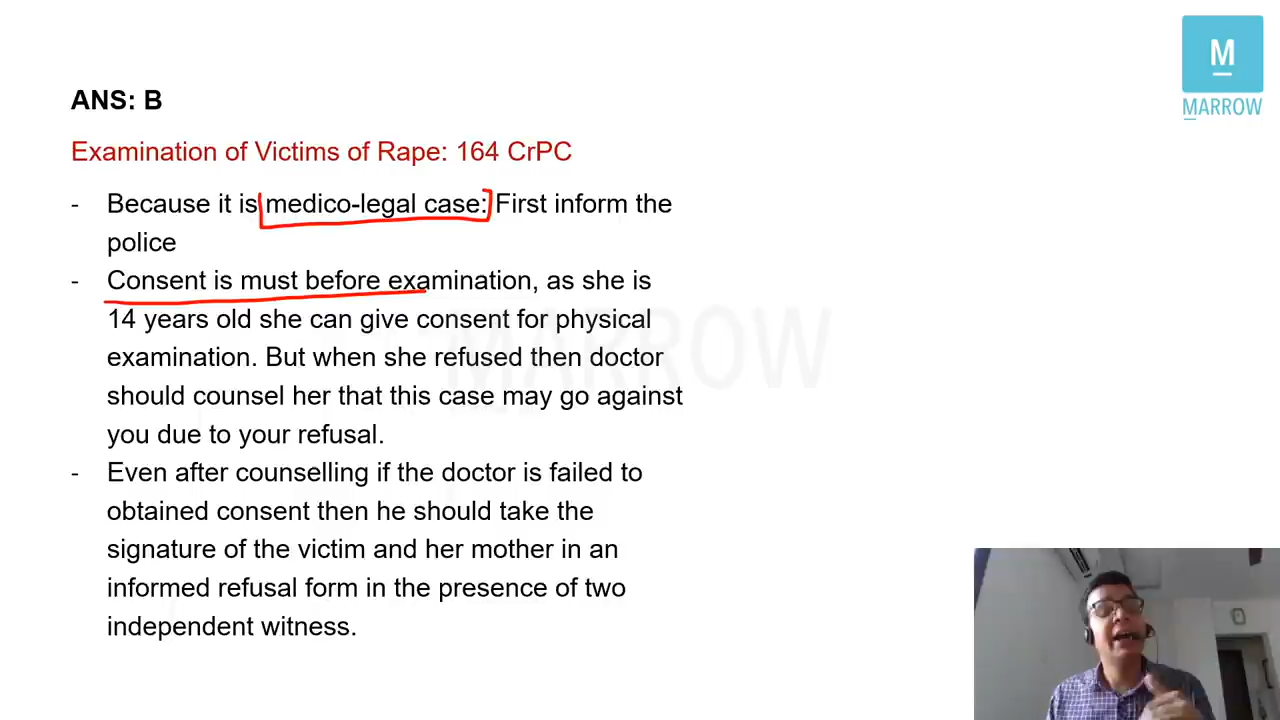 M
MARROW
ANS: B
Examination of Victims of Rape: 164 CrPC
- Because it is medico-legal case: First inform the
police
- Consent is must before examination, as she is
14 years old she can give consent for physical
examination. But when she refused then doctor
should counsel her that this case may go against
you due to your refusal.
- Even after counselling if the doctor is failed to
obtained consent then he should take the
signature of the victim and her mother in an
informed refusal form in the presence of two
independent witness.
MARROW